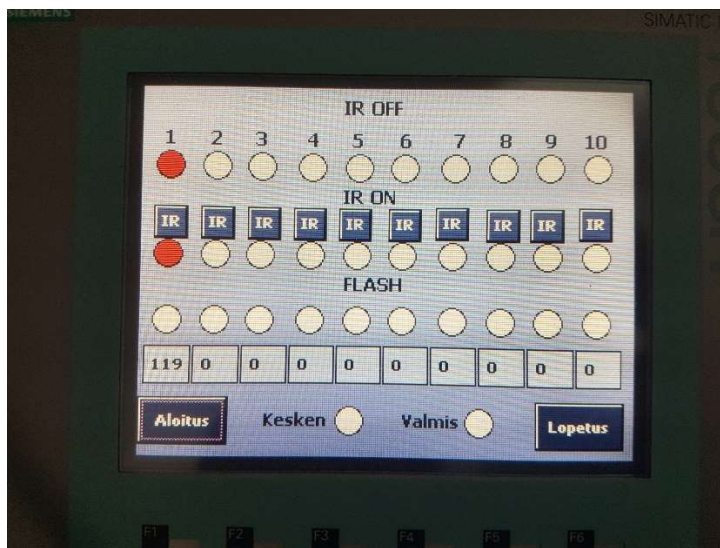 SIEMENS
SIMATIC
IR OFF
1 2 3 4 5 6 7 8 9 10
IR ON
IR IR IR IR IR IR IR IR IR IR
FLASH
119 0 0 0 0 0 0 0 0 0
Aloitus Kesken Valmis Lopetus
F1 F2 F3 F4 F5 F6